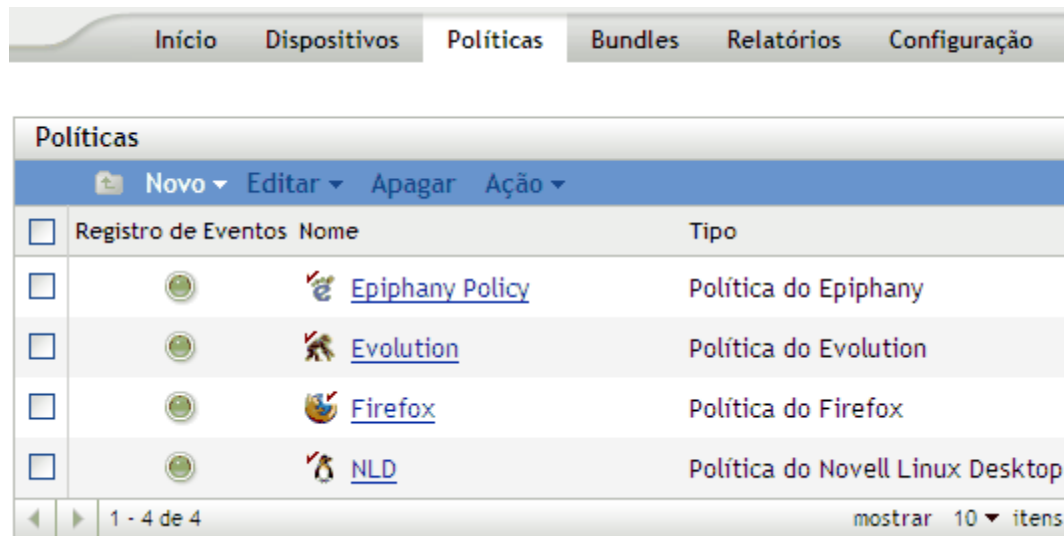 Início Dispositivos Políticas Bundles Relatórios Configuração
Políticas
Novo Editar Apagar Ação
Registro de Eventos Nome Tipo
Epiphany Policy Política do Epiphany
Evolution Política do Evolution
Firefox Política do Firefox
NLD Política do Novell Linux Desktop
1 - 4 de 4 mostrar 10 itens